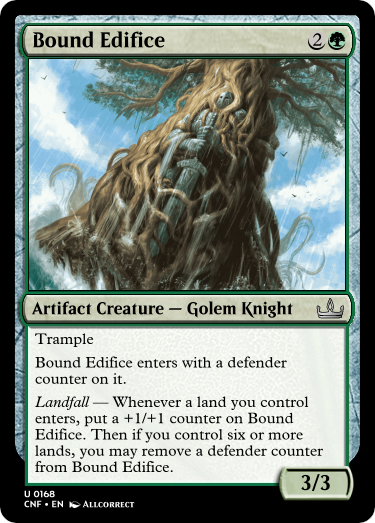 Bound Edifice 2
Artifact Creature — Golem Knight
Trample
Bound Edifice enters with a defender
counter on it.
Landfall — Whenever a land you control
enters, put a +1/+1 counter on Bound
Edifice. Then if you control six or more
lands, you may remove a defender counter
from Bound Edifice.
3/3
U 0168
CNF • EN Allcorrect